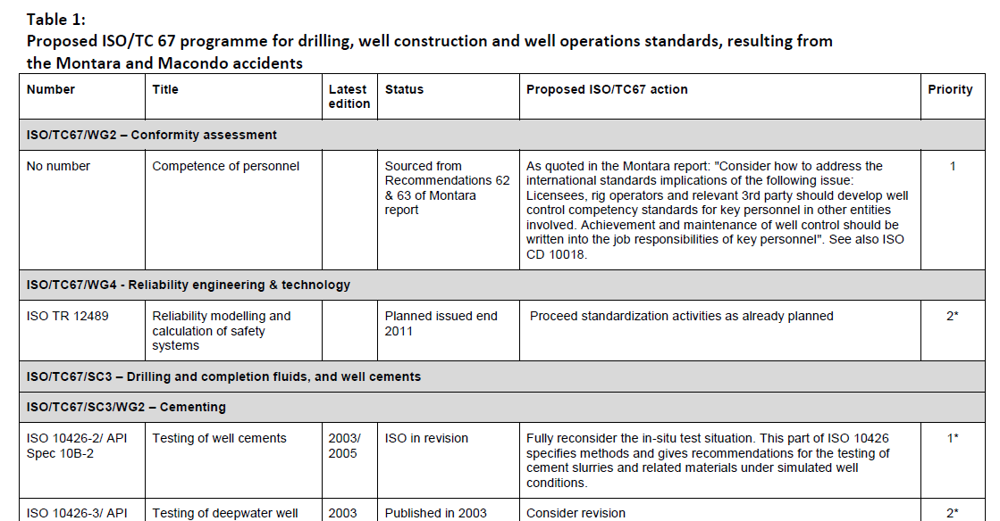 Table 1:
Proposed ISO/TC 67 programme for drilling, well construction and well operations standards, resulting from
the Montara and Macondo accidents
Number Title Latest edition Status Proposed ISO/TC67 action Priority
ISO/TC67/WG2 – Conformity assessment
No number
Competence of personnel
Sourced from
Recommendations 62
& 63 of Montara
report
As quoted in the Montara report: "Consider how to address the
international standards implications of the following issue:
Licensees, rig operators and relevant 3rd party should develop well
control competency standards for key personnel in other entities
involved. Achievement and maintenance of well control should be
written into the job responsibilities of key personnel". See also ISO
CD 10018.
1
ISO/TC67/WG4 - Reliability engineering & technology
ISO TR 12489
Reliability modelling and
calculation of safety
systems
Planned issued end
2011
Proceed standardization activities as already planned
2*
ISO/TC67/SC3 – Drilling and completion fluids, and well cements
ISO/TC67/SC3/WG2 – Cementing
ISO 10426-2/ API
Spec 10B-2
Testing of well cements
2003/
2005
ISO in revision
Fully reconsider the in-situ test situation. This part of ISO 10426
specifies methods and gives recommendations for the testing of
cement slurries and related materials under simulated well
conditions.
1*
ISO 10426-3/ API
Testing of deepwater well
2003
Published in 2003
Consider revision
2*